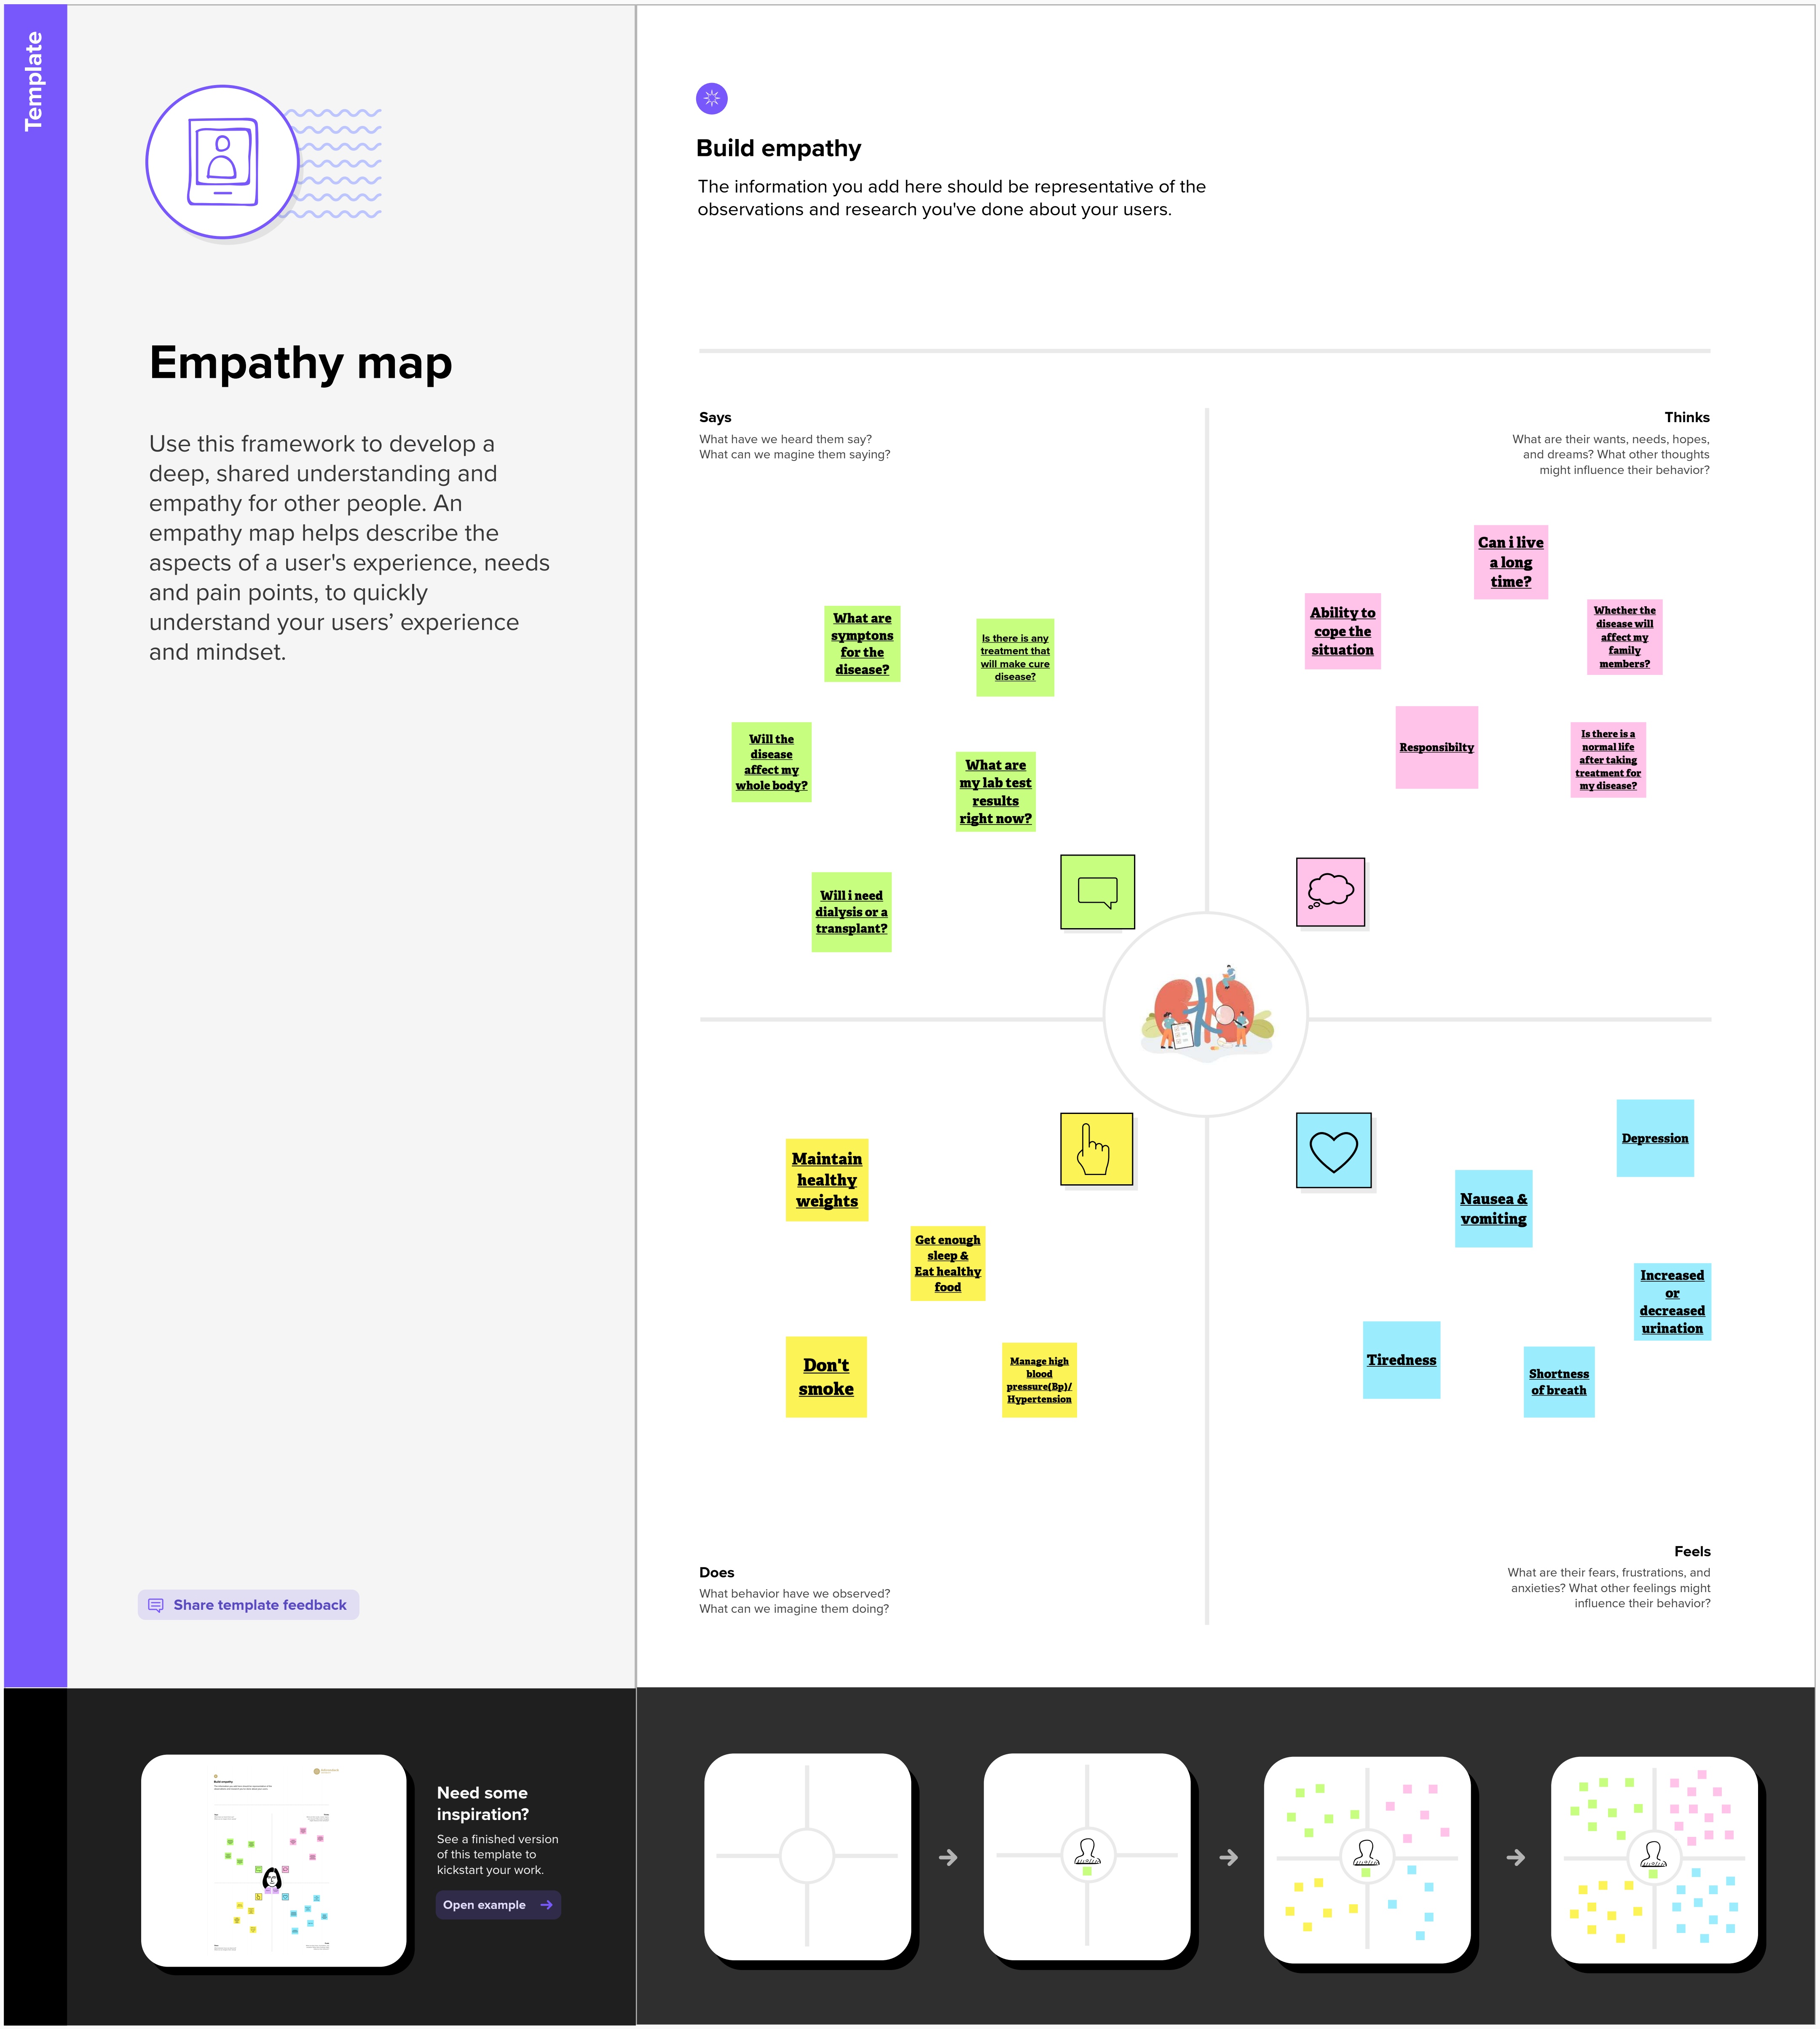 Template
Empathy map
Use this framework to develop a
deep, shared understanding and
empathy for other people. An
empathy map helps describe the
aspects of a user's experience, needs
and pain points, to quickly
understand your users’ experience
and mindset.
Share template feedback
Build empathy
The information you add here should be representative of the
observations and research you've done about your users.
Says
What have we heard them say?
What can we magine them saying?
What are
symptons
for the
disease?
Is there is any
treatment that
will make cure
disease?
Will the
disease
affect my
whole body?
What are
my lab test
results
right now?
Will i need
dialysis or a
transplant?
Thinks
What are their wants, needs, hopes,
and dreams? What other thoughts
might influence their behavior?
Can i live
a long
time?
Ability to
cope the
situation
Whether the
disease will
affect my
family
members?
Responsibilty
Is there is a
normal life
after taking
treatment for
my disease?
Maintain
healthy
weights
Get enough
sleep &
Eat healthy
food
Don't
smoke
Manage high
blood
pressure(Bp)/
Hypertension
Does
What behavior have we observed?
What can we imagine them doing?
Depression
Nausea &
vomiting
Increased
or
decreased
urination
Tiredness
Shortness
of breath
Feels
What are their fears, frustrations, and
anxieties? What other feelings might
influence their behavior?
Build empathy
Need some
inspiration?
See a finished version
of this template to
kickstart your work.
Open example